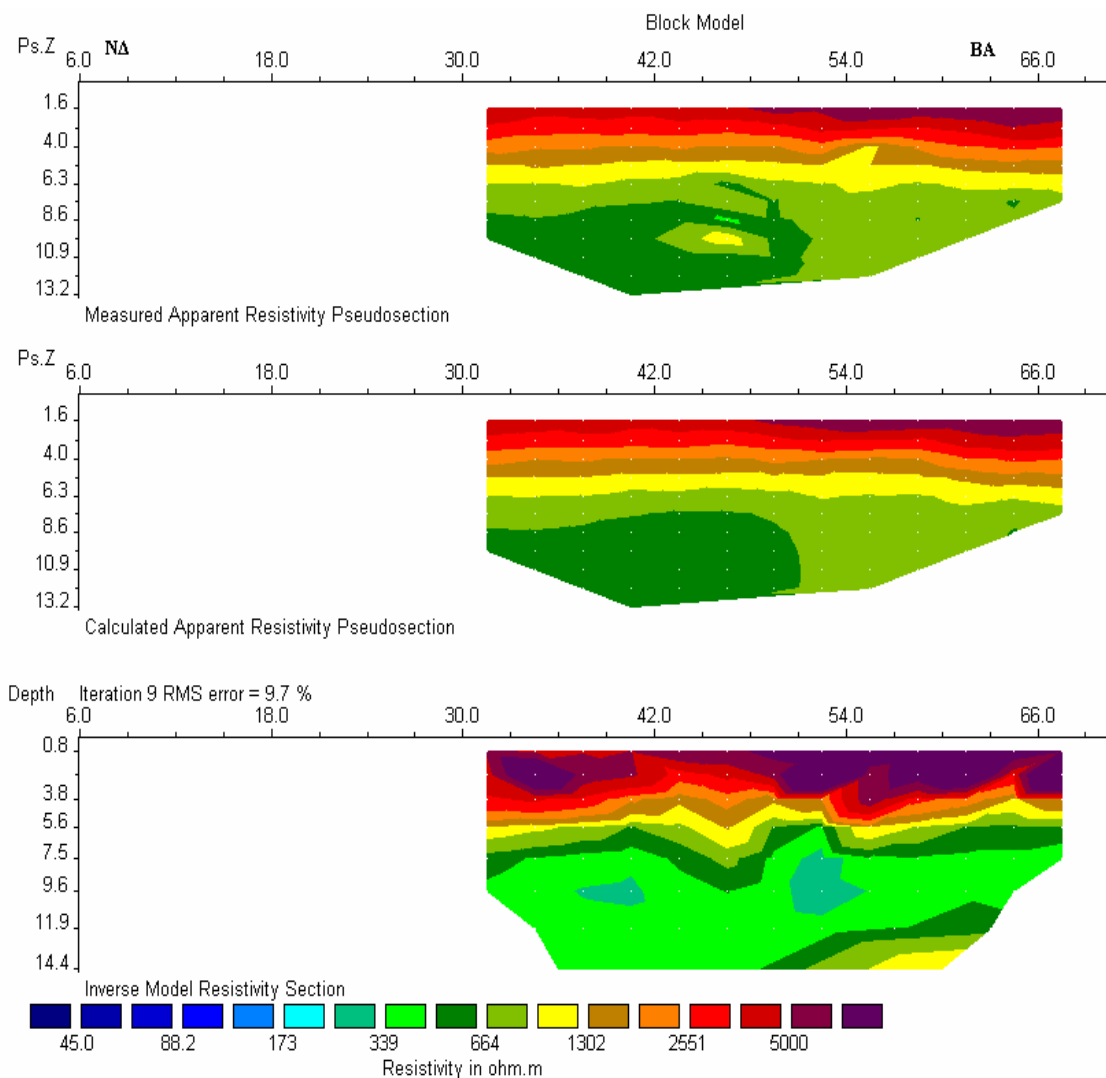 Block Model
Ps.Z 6.0 ΝΔ 18.0 30.0 42.0 54.0 ΒΑ 66.0
1.6
4.0
6.3
8.6
10.9
13.2
Measured Apparent Resistivity Pseudosection
Ps.Z 6.0 18.0 30.0 42.0 54.0 66.0
1.6
4.0
6.3
8.6
10.9
13.2
Calculated Apparent Resistivity Pseudosection
Depth Iteration 9 RMS error = 9.7 %
6.0 18.0 30.0 42.0 54.0 66.0
0.8
3.8
5.6
7.5
9.6
11.9
14.4
Inverse Model Resistivity Section
45.0 88.2 173 339 664 1302 2551 5000
Resistivity in ohm.m